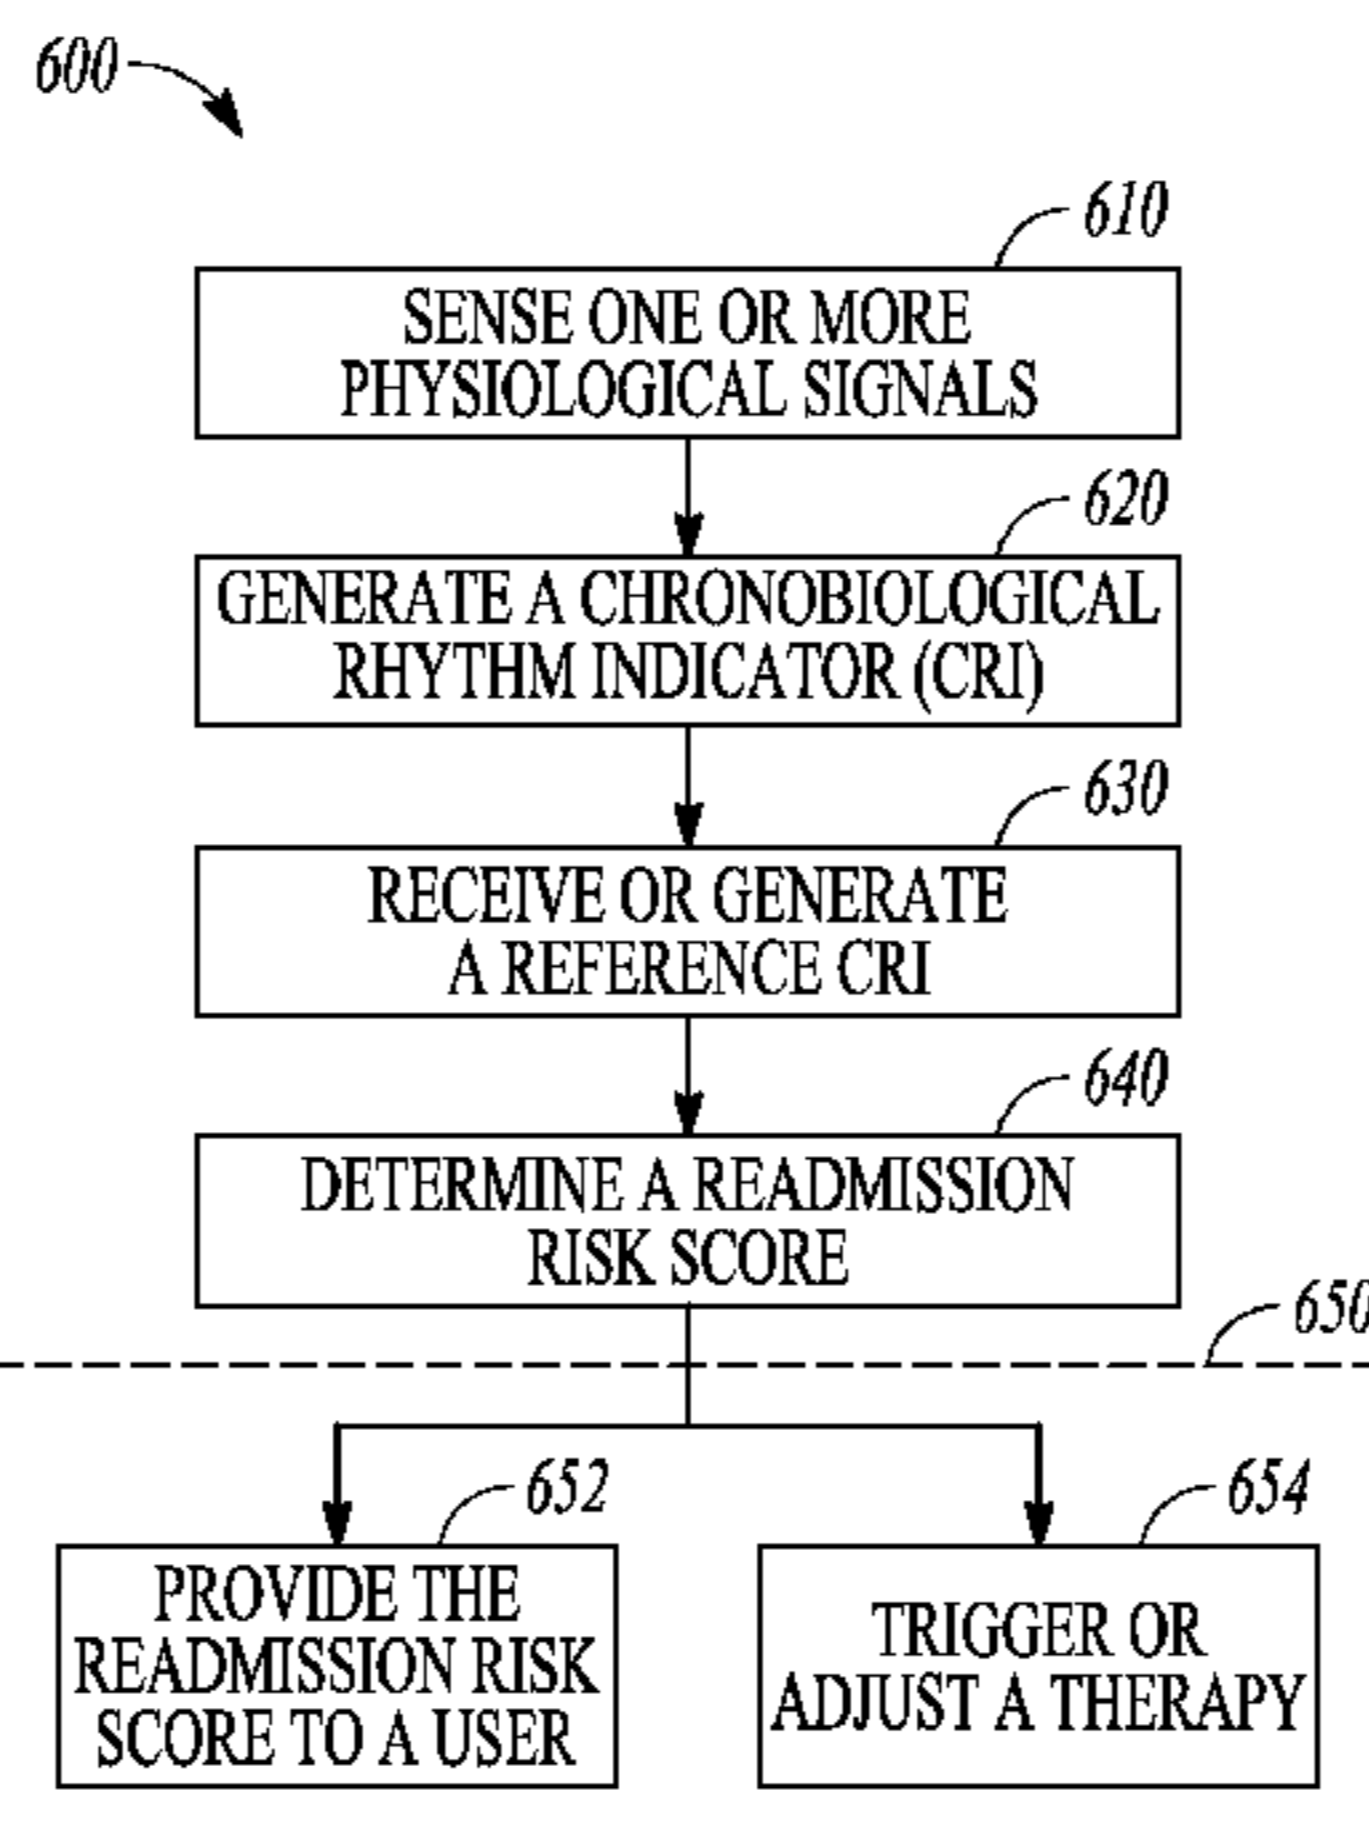 600
610
SENSE ONE OR MORE
PHYSIOLOGICAL SIGNALS
620
GENERATE A CHRONOBIOLOGICAL
RHYTHM INDICATOR (CRI)
630
RECEIVE OR GENERATE
A REFERENCE CRI
640
DETERMINE A READMISSION
RISK SCORE
650
652
PROVIDE THE
READMISSION RISK
SCORE TO A USER
654
TRIGGER OR
ADJUST A THERAPY